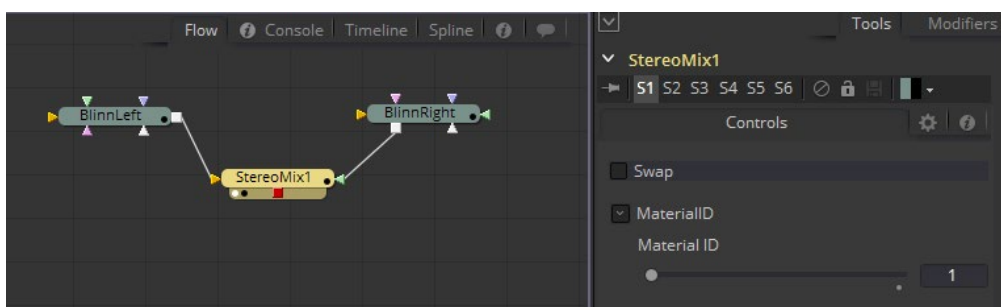 Flow Console Timeline Spline
BlinnLeft
BlinnRight
StereoMix1
Tools Modifiers
StereoMix1
S1 S2 S3 S4 S5 S6
Controls
Swap
MaterialID
Material ID
1